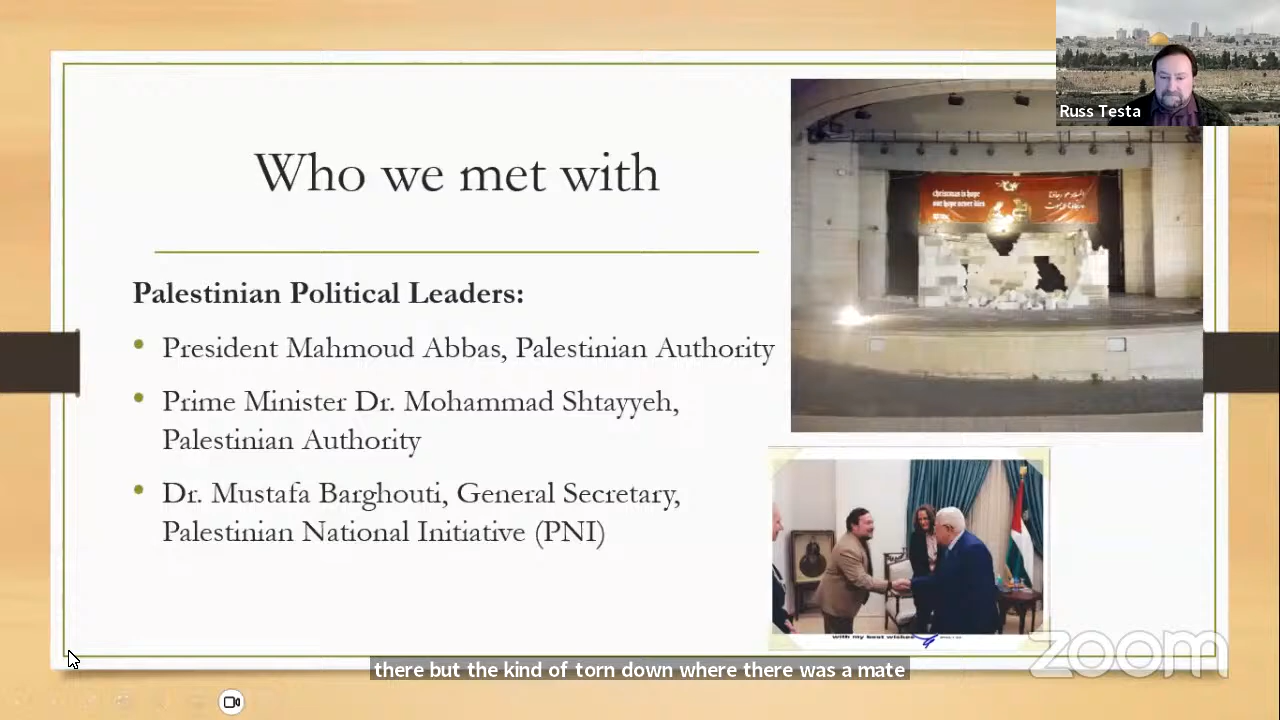 Russ Testa
Who we met with
christmas is hope
our hope never dies
Palestinian Political Leaders:
• President Mahmoud Abbas, Palestinian Authority
• Prime Minister Dr. Mohammad Shtayyeh,
Palestinian Authority
• Dr. Mustafa Barghouti, General Secretary,
Palestinian National Initiative (PNI)
with my best wishes
zoom
there but the kind of torn down where there was a mate